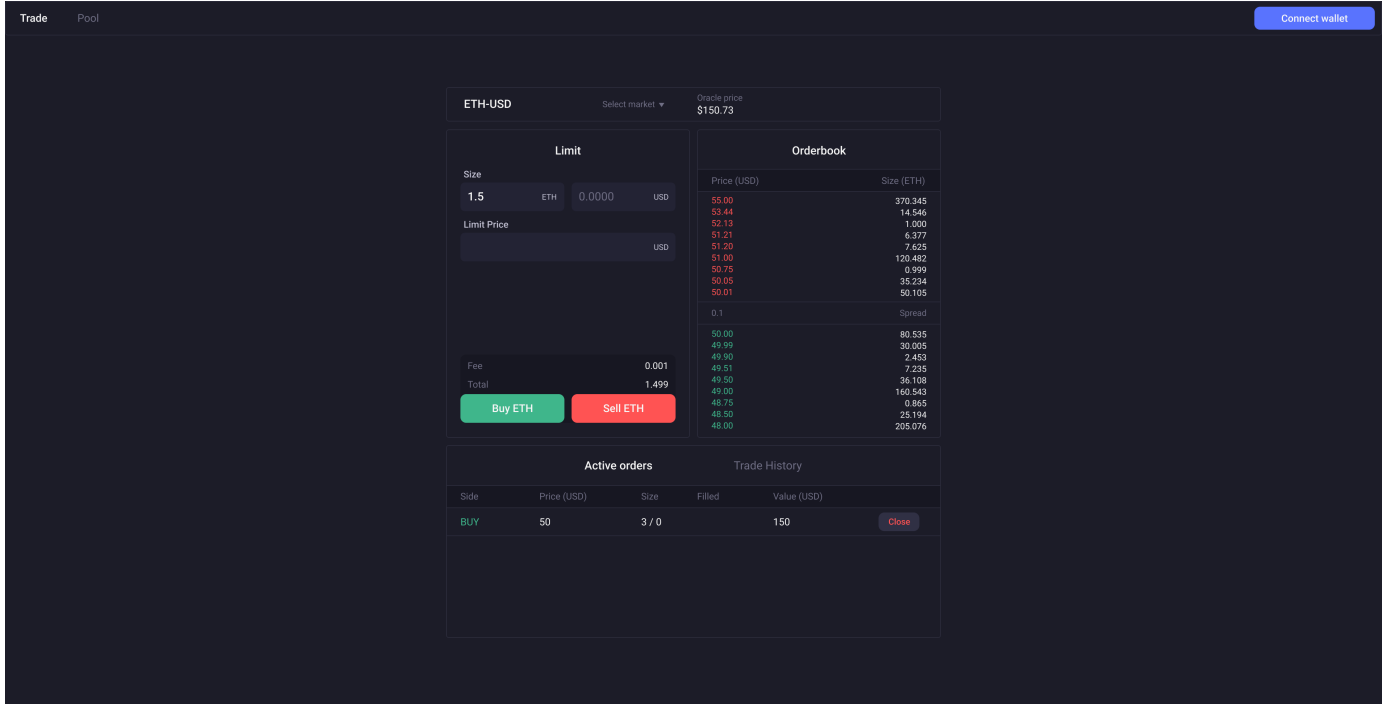 Trade Pool Connect wallet
ETH-USD Select market ▼ Oracle price
$150.73
Limit
Size
1.5 ETH 0.0000 USD
Limit Price
USD
Fee 0.001
Total 1.499
Buy ETH Sell ETH
Orderbook
Price (USD) Size (ETH)
55.00 370.345
53.44 14.546
52.13 1.000
51.21 6.377
51.20 7.625
51.00 120.482
50.75 0.999
50.05 35.234
50.01 50.105
0.1 Spread
50.00 80.535
49.99 30.005
49.90 2.453
49.51 7.235
49.50 36.108
49.00 160.543
48.75 0.865
48.50 25.194
48.00 205.076
Active orders Trade History
Side Price (USD) Size Filled Value (USD)
BUY 50 3 / 0 150 Close